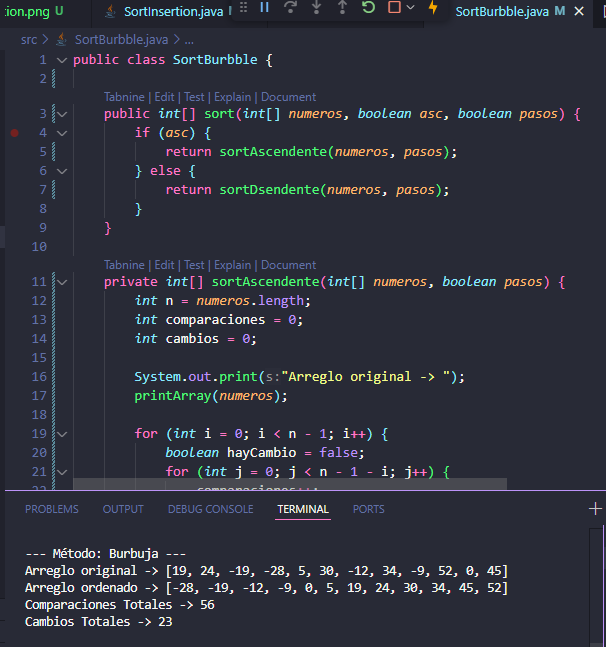 cion.png U SortInsertion.java SortBurbble.java M
src > SortBurbble.java > ...
1 public class SortBurbble {
2
Tabnine | Edit | Test | Explain | Document
3 public int[] sort(int[] numeros, boolean asc, boolean pasos) {
4 if (asc) {
5 return sortAscendente(numeros, pasos);
6 } else {
7 return sortDsendente(numeros, pasos);
8 }
9 }
10
Tabnine | Edit | Test | Explain | Document
11 private int[] sortAscendente(int[] numeros, boolean pasos) {
12 int n = numeros.length;
13 int comparaciones = 0;
14 int cambios = 0;
15
16 System.out.print(s:"Arreglo original -> ");
17 printArray(numeros);
18
19 for (int i = 0; i < n - 1; i++) {
20 boolean hayCambio = false;
21 for (int j = 0; j < n - 1 - i; j++) {
PROBLEMS OUTPUT DEBUG CONSOLE TERMINAL PORTS
--- Método: Burbuja ---
Arreglo original -> [19, 24, -19, -28, 5, 30, -12, 34, -9, 52, 0, 45]
Arreglo ordenado -> [-28, -19, -12, -9, 0, 5, 19, 24, 30, 34, 45, 52]
Comparaciones Totales -> 56
Cambios Totales -> 23